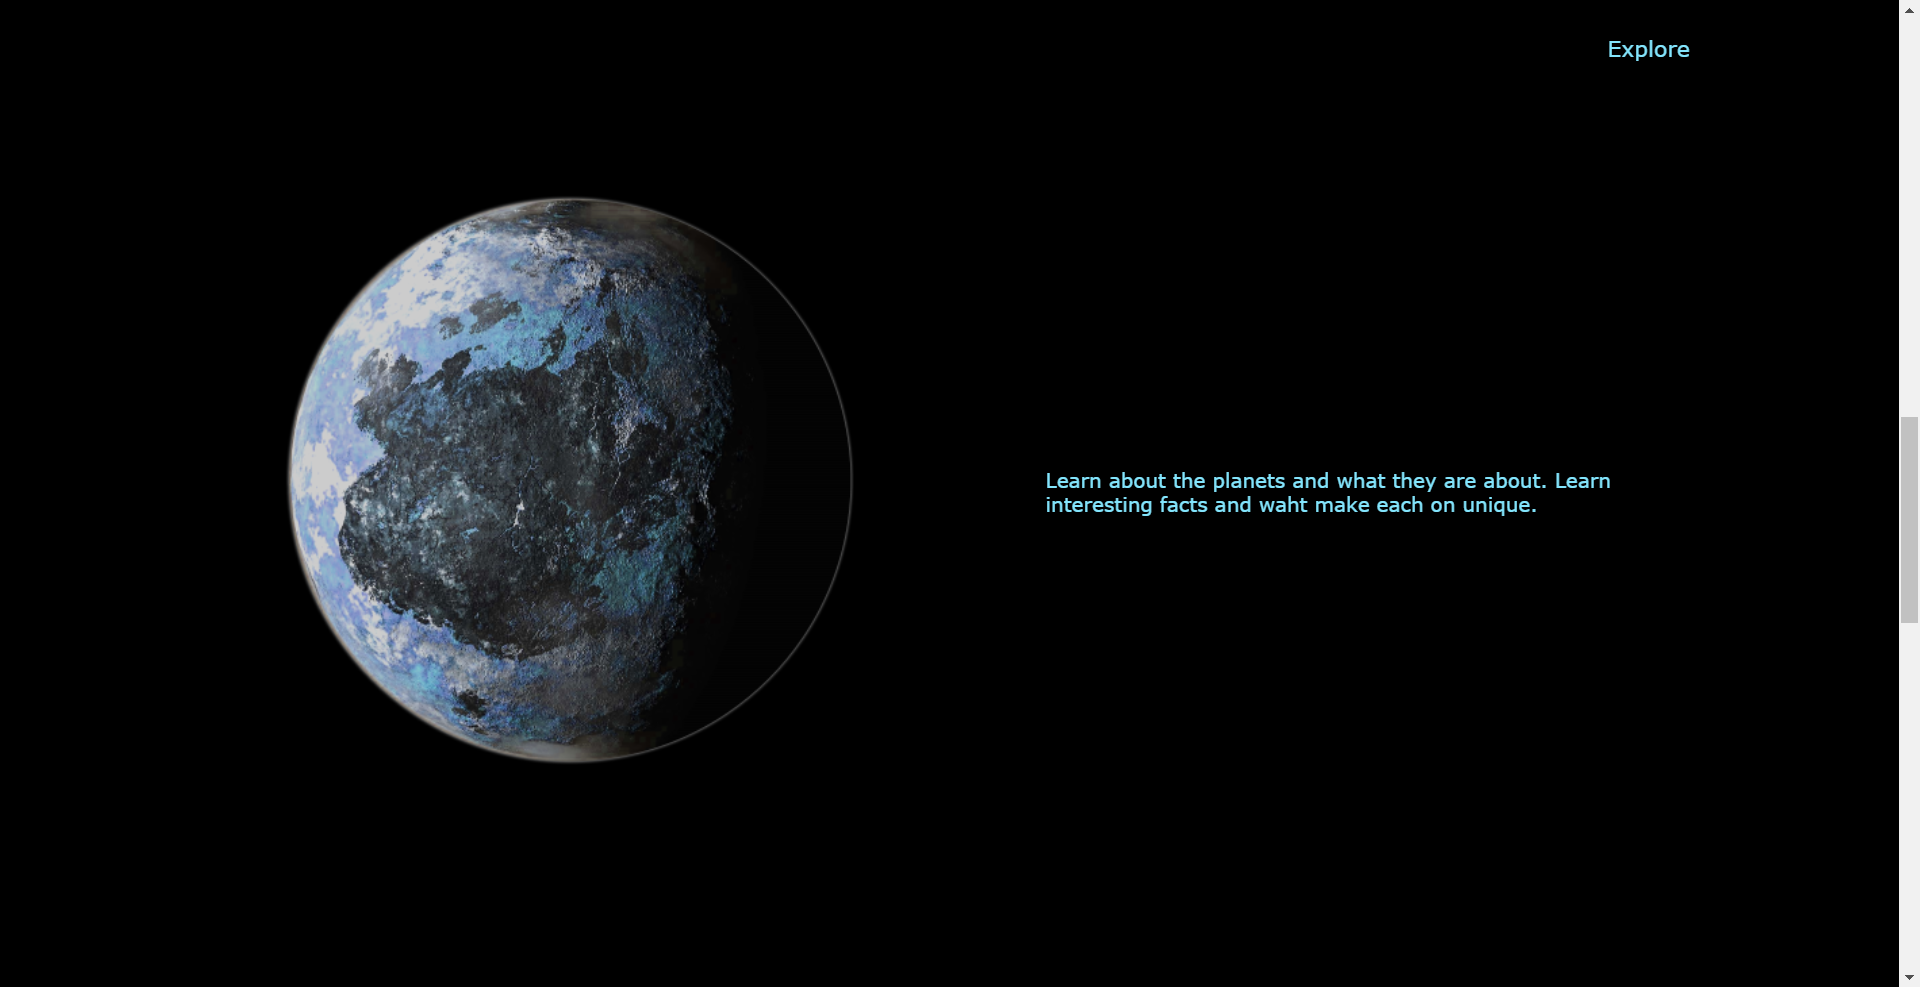 Explore
Learn about the planets and what they are about. Learn
interesting facts and waht make each on unique.